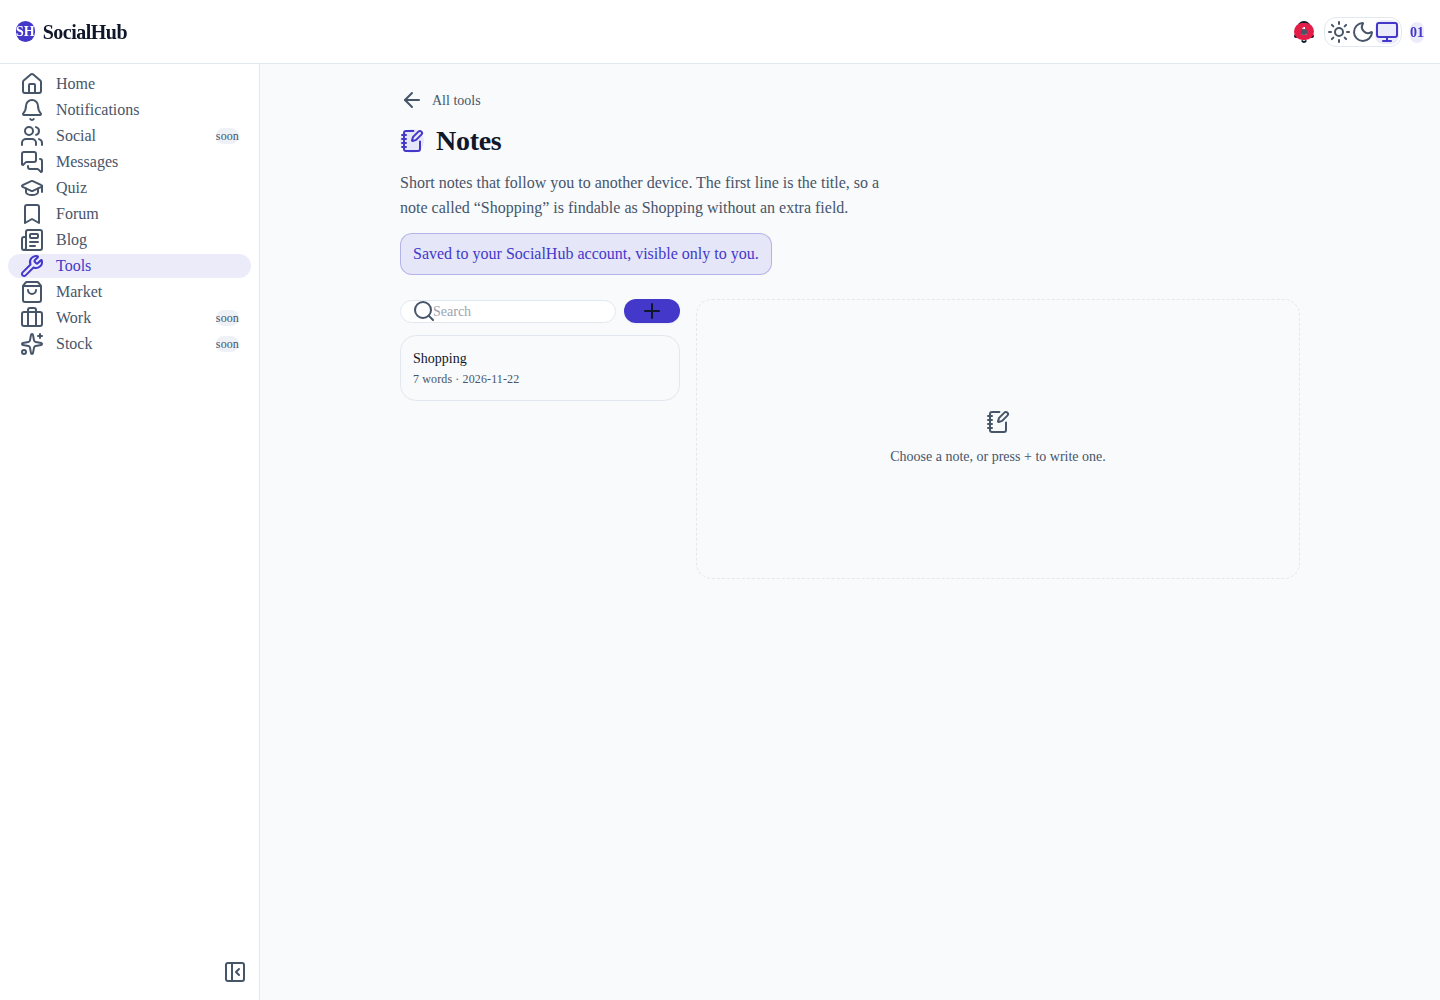 SH SocialHub
01
Home
Notifications
Social soon
Messages
Quiz
Forum
Blog
Tools
Market
Work soon
Stock soon
All tools
Notes
Short notes that follow you to another device. The first line is the title, so a
note called “Shopping” is findable as Shopping without an extra field.
Saved to your SocialHub account, visible only to you.
Search
Shopping
7 words · 2026-11-22
Choose a note, or press + to write one.